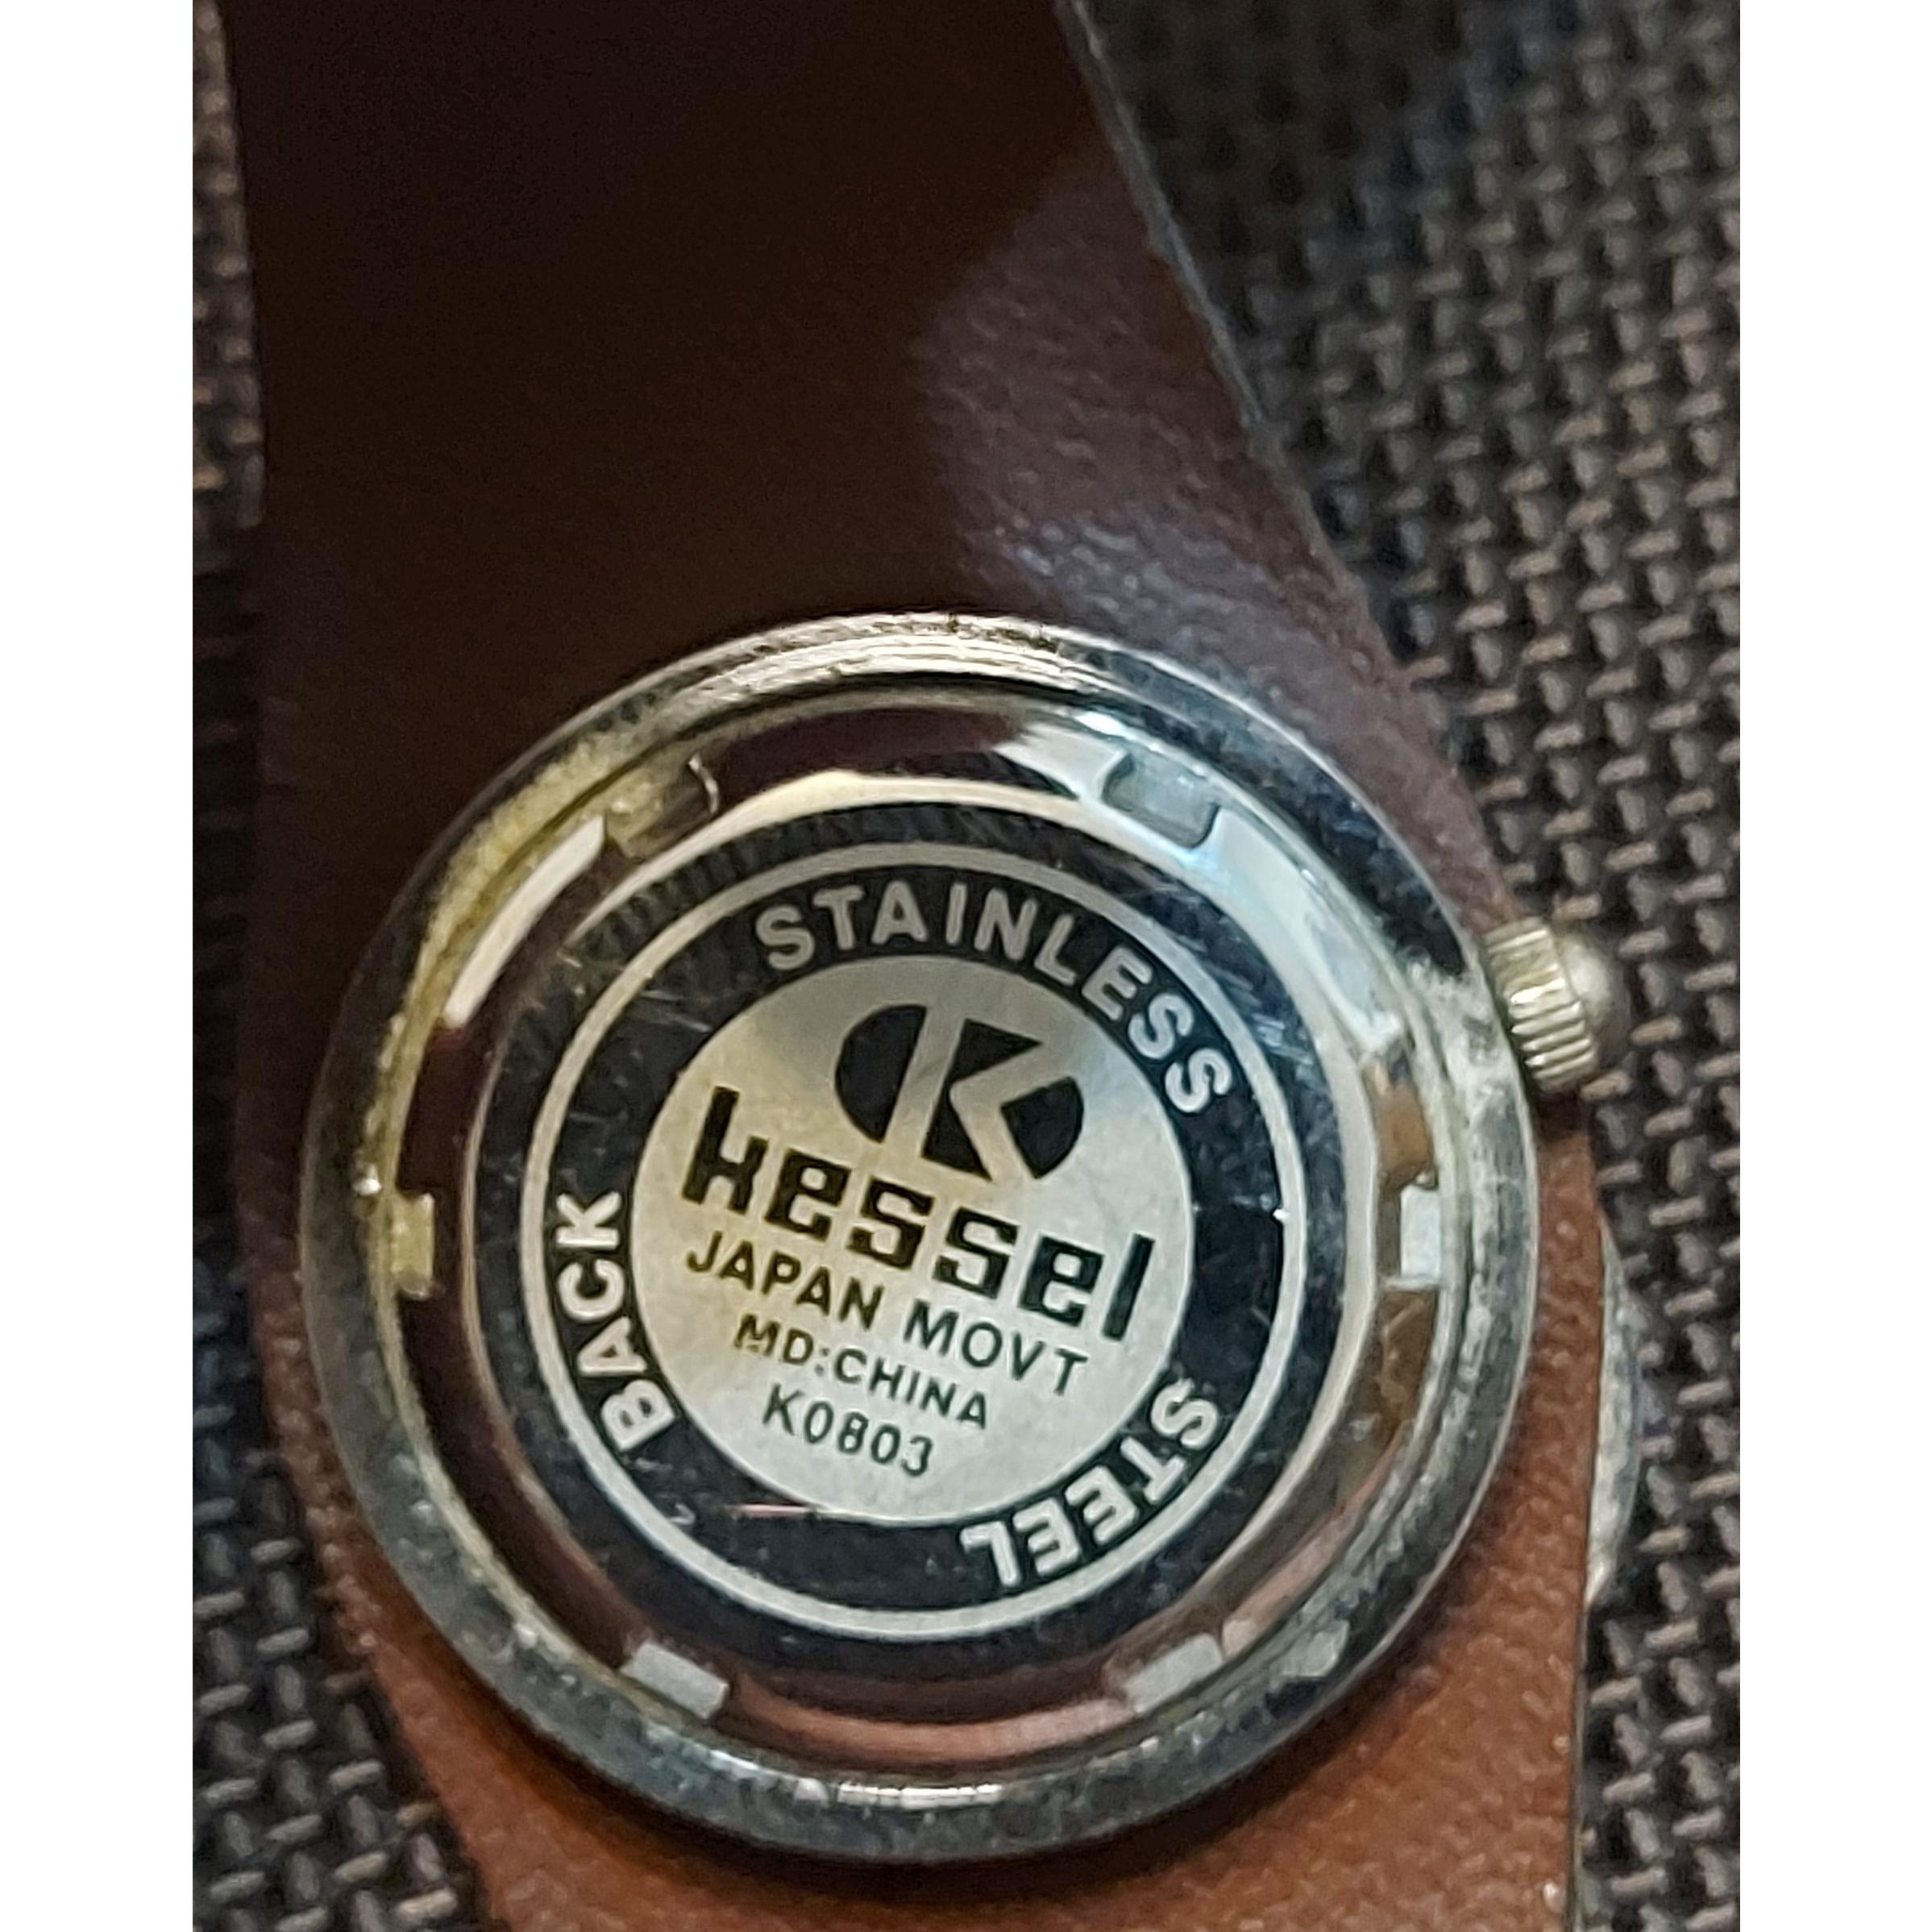 STAINLESS
STEEL
BACK
K
kessel
JAPAN MOVT
MD:CHINA
K0803